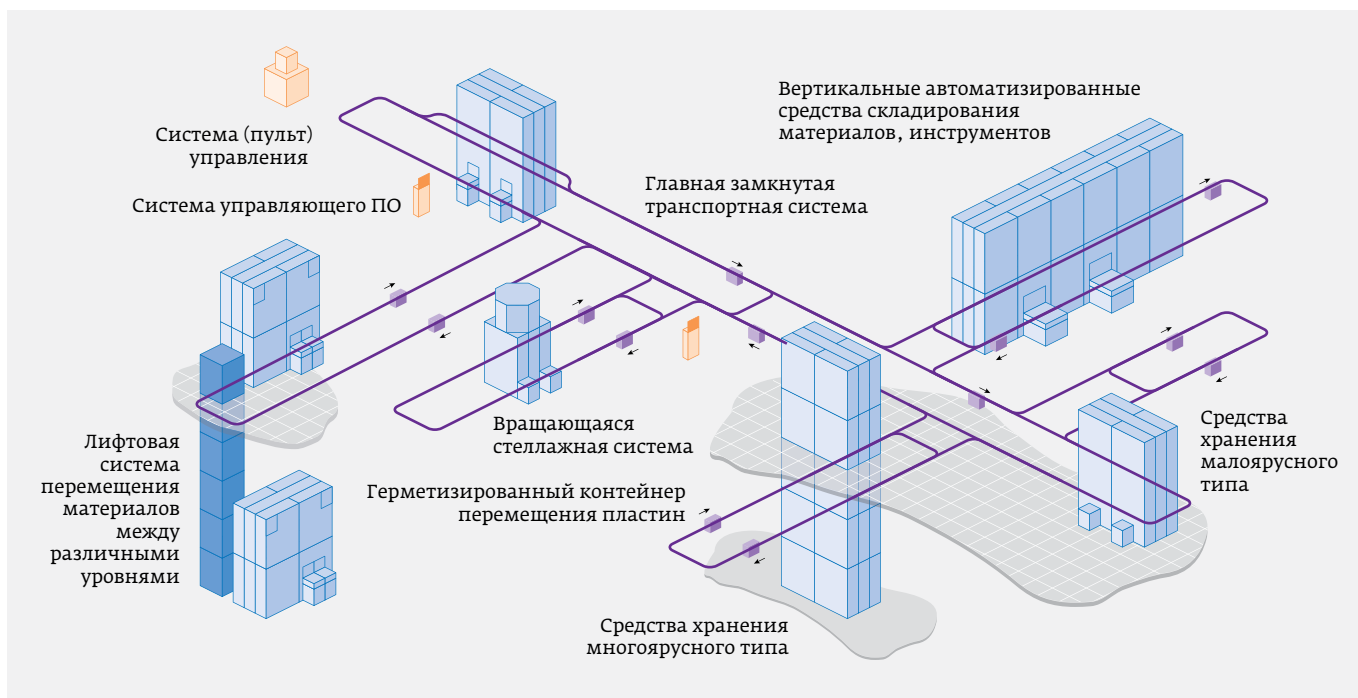 Вертикальные автоматизированные
средства складирования
материалов, инструментов
Система (пульт)
управления
Система управляющего ПО
Главная замкнутая
транспортная система
Вращающаяся
стеллажная система
Средства
хранения
малоярусного
типа
Лифтовая
система
перемещения
материалов
между
различными
уровнями
Герметизированный контейнер
перемещения пластин
Средства хранения
многоярусного типа